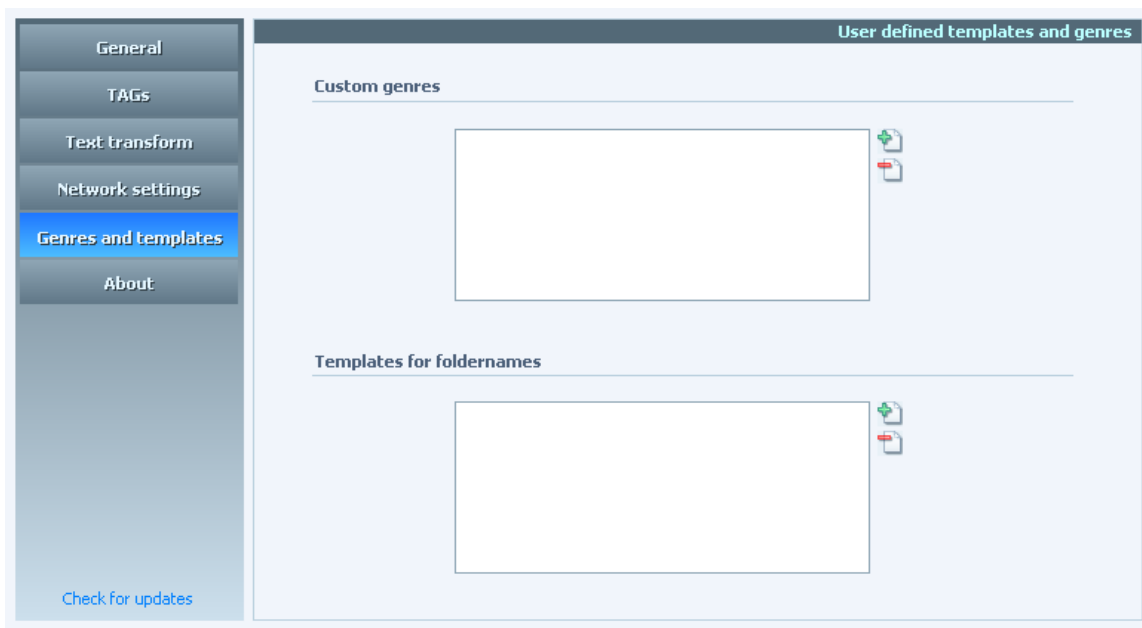 General
TAGs
Text transform
Network settings
Genres and templates
About
Check for updates
User defined templates and genres
Custom genres
Templates for foldernames